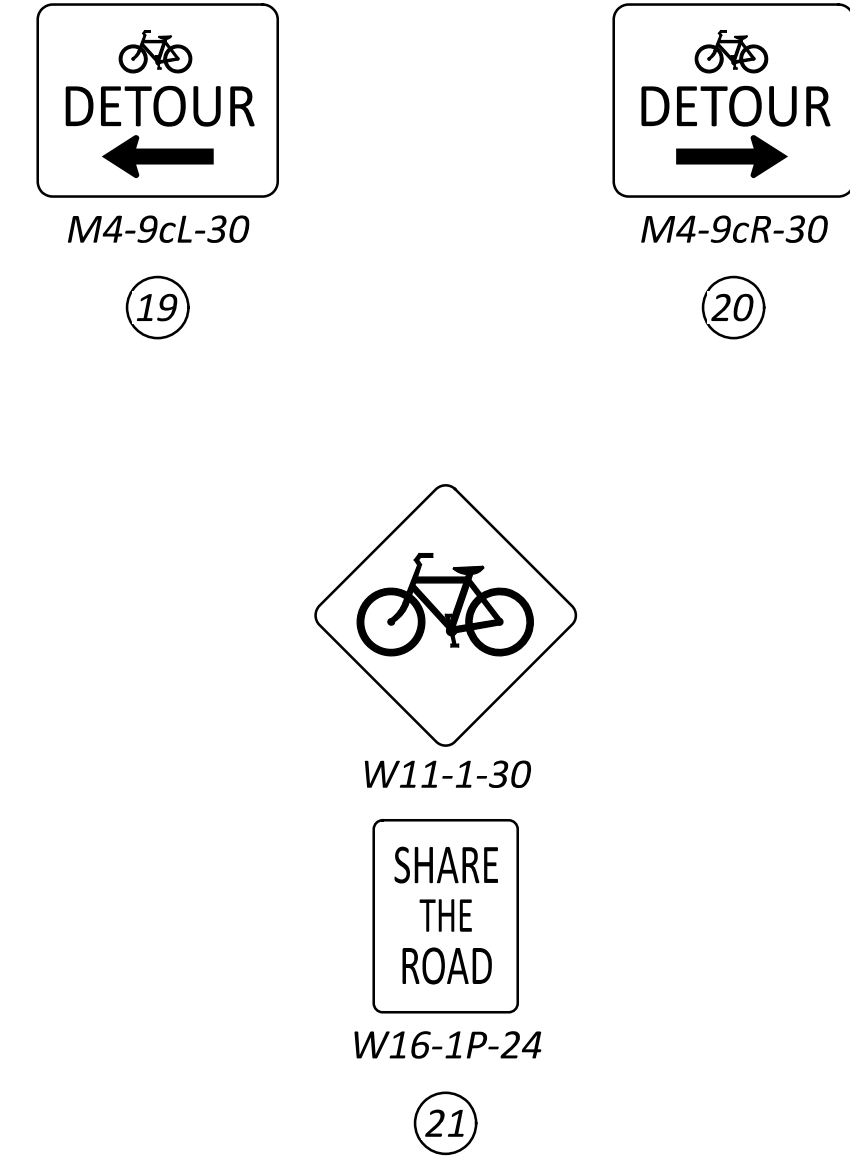 DETOUR
M4-9cL-30
19
DETOUR
M4-9cR-30
20
W11-1-30
SHARE
THE
ROAD
W16-1P-24
21